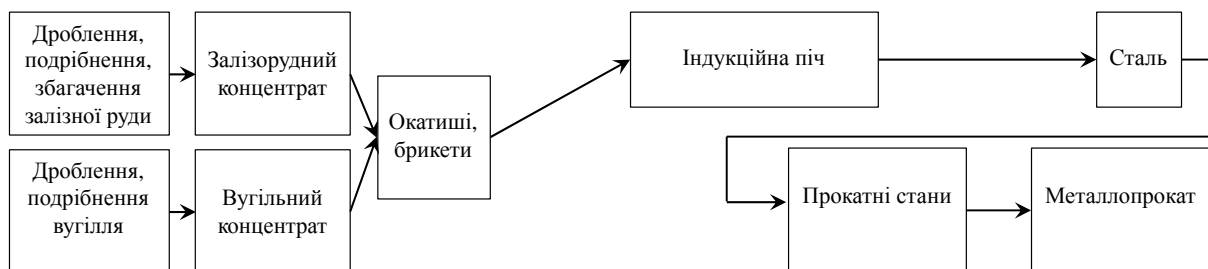 Дроблення,
подрібнення,
збагачення
залізної руди
Залізорудний
концентрат
Окатиші,
брикети
Індукційна піч
Сталь
Дроблення,
подрібнення
вугілля
Вугільний
концентрат
Прокатні стани
Металлопрокат